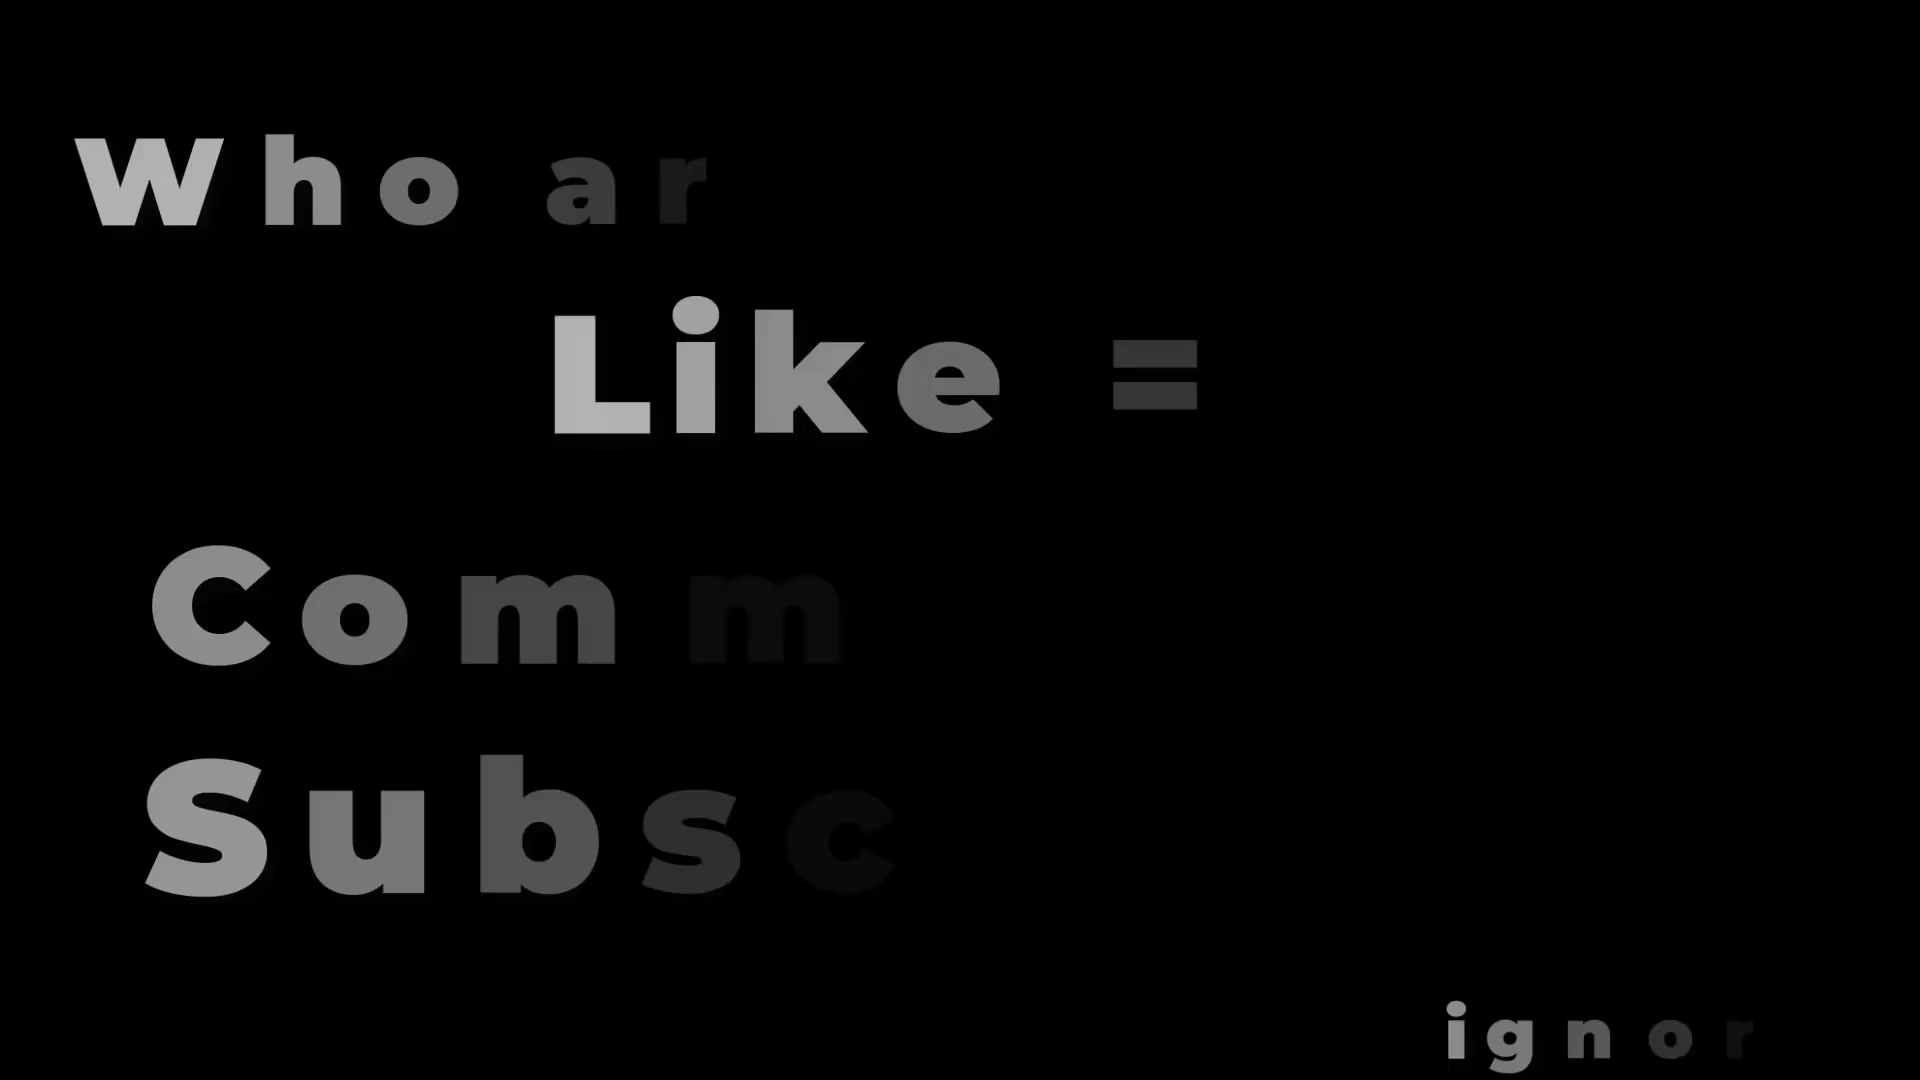 Who ar
Like =
Comm
Subsc
ignor